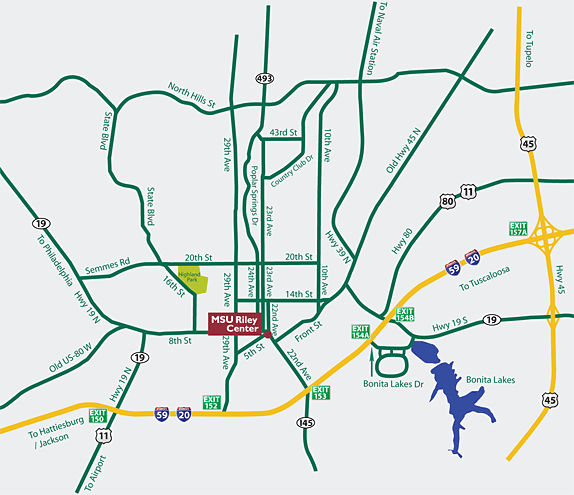 To Naval Air Station
To Tupelo
493
North Hills St
State Blvd
29th Ave
43rd St
10th Ave
Old Hwy 45 N
45
Poplar Springs Dr
Country Club Dr
11
80
State Blvd
23rd Ave
19
EXIT 157A
Hwy 80
Hwy 39 N
To Philadelphia
Semmes Rd
20th St
20th St
59
20
Highland Park
16th St
29th Ave
24th Ave
23rd Ave
10th Ave
To Tuscaloosa
Hwy 45
Hwy 19 N
14th St
22nd Ave
MSU Riley
Center
Front St
EXIT 154B
EXIT 154A
Hwy 19 S
19
8th St
29th Ave
5th St
22nd Ave
Old US-80 W
19
Hwy 19 N
Bonita Lakes Dr
Bonita Lakes
EXIT 150
59
20
EXIT 152
EXIT 153
45
To Hattiesburg
/ Jackson
11
145
To Airport